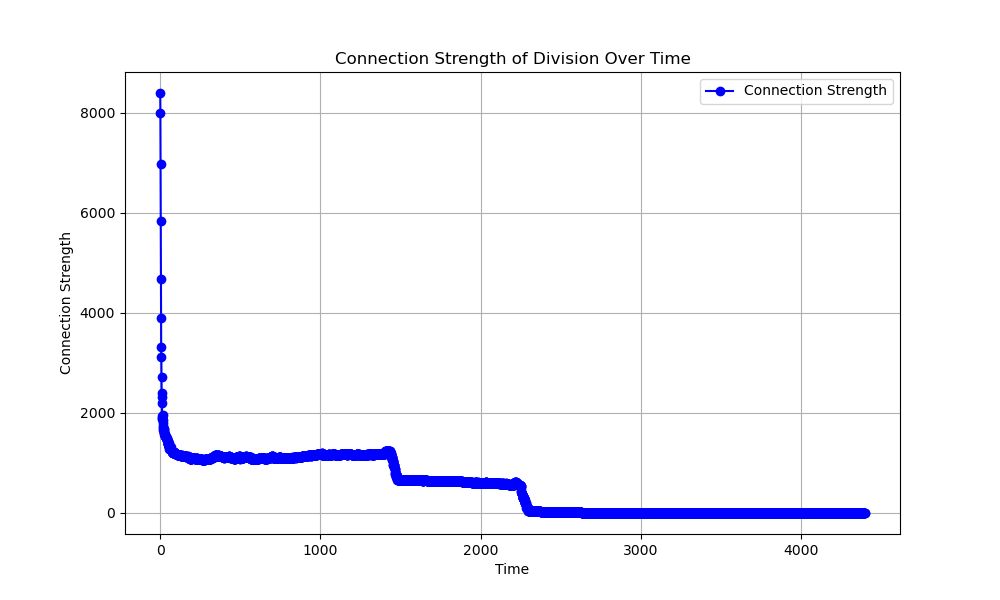 Connection Strength of Division Over Time
Connection Strength
8000
6000
4000
2000
0
Connection Strength
0 1000 2000 3000 4000
Time